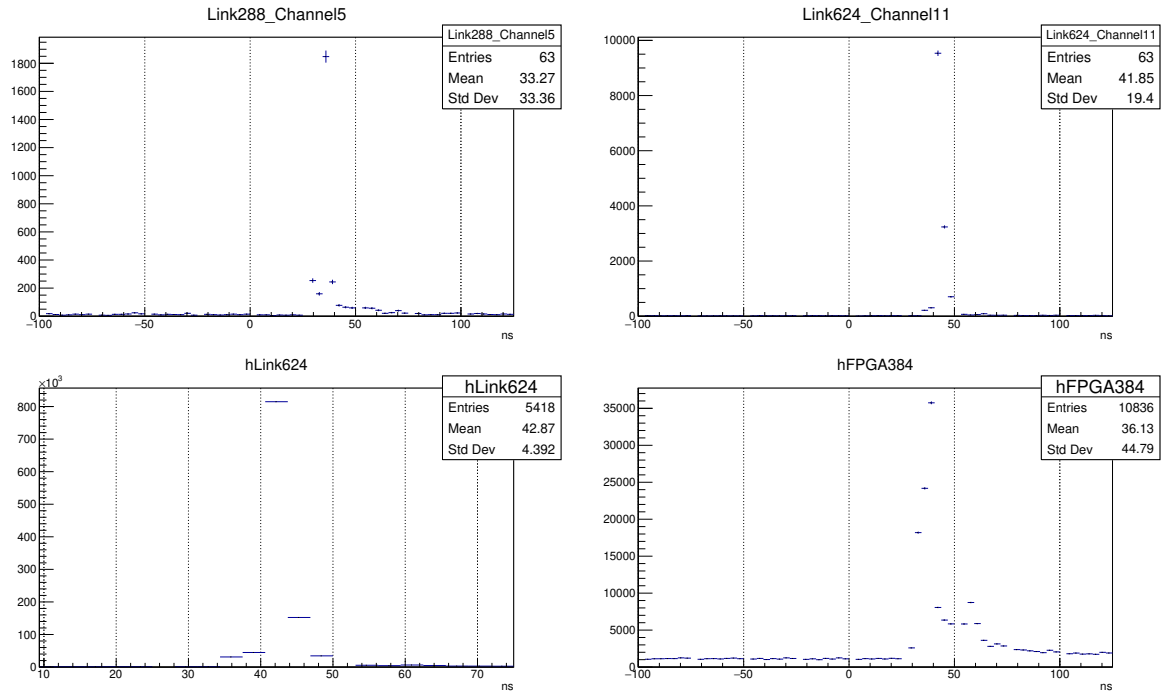 Link288_Channel5
Link288_Channel5
Entries 63
Mean 33.27
Std Dev 33.36
1800
1600
1400
1200
1000
800
600
400
200
0
−100 −50 0 50 100
ns
Link624_Channel11
Link624_Channel11
Entries 63
Mean 41.85
Std Dev 19.4
10000
8000
6000
4000
2000
0
−100 −50 0 50 100
ns
hLink624
×10³
hLink624
Entries 5418
Mean 42.87
Std Dev 4.392
800
700
600
500
400
300
200
100
0
10 20 30 40 50 60 70
ns
hFPGA384
hFPGA384
Entries 10836
Mean 36.13
Std Dev 44.79
35000
30000
25000
20000
15000
10000
5000
0
−100 −50 0 50 100
ns